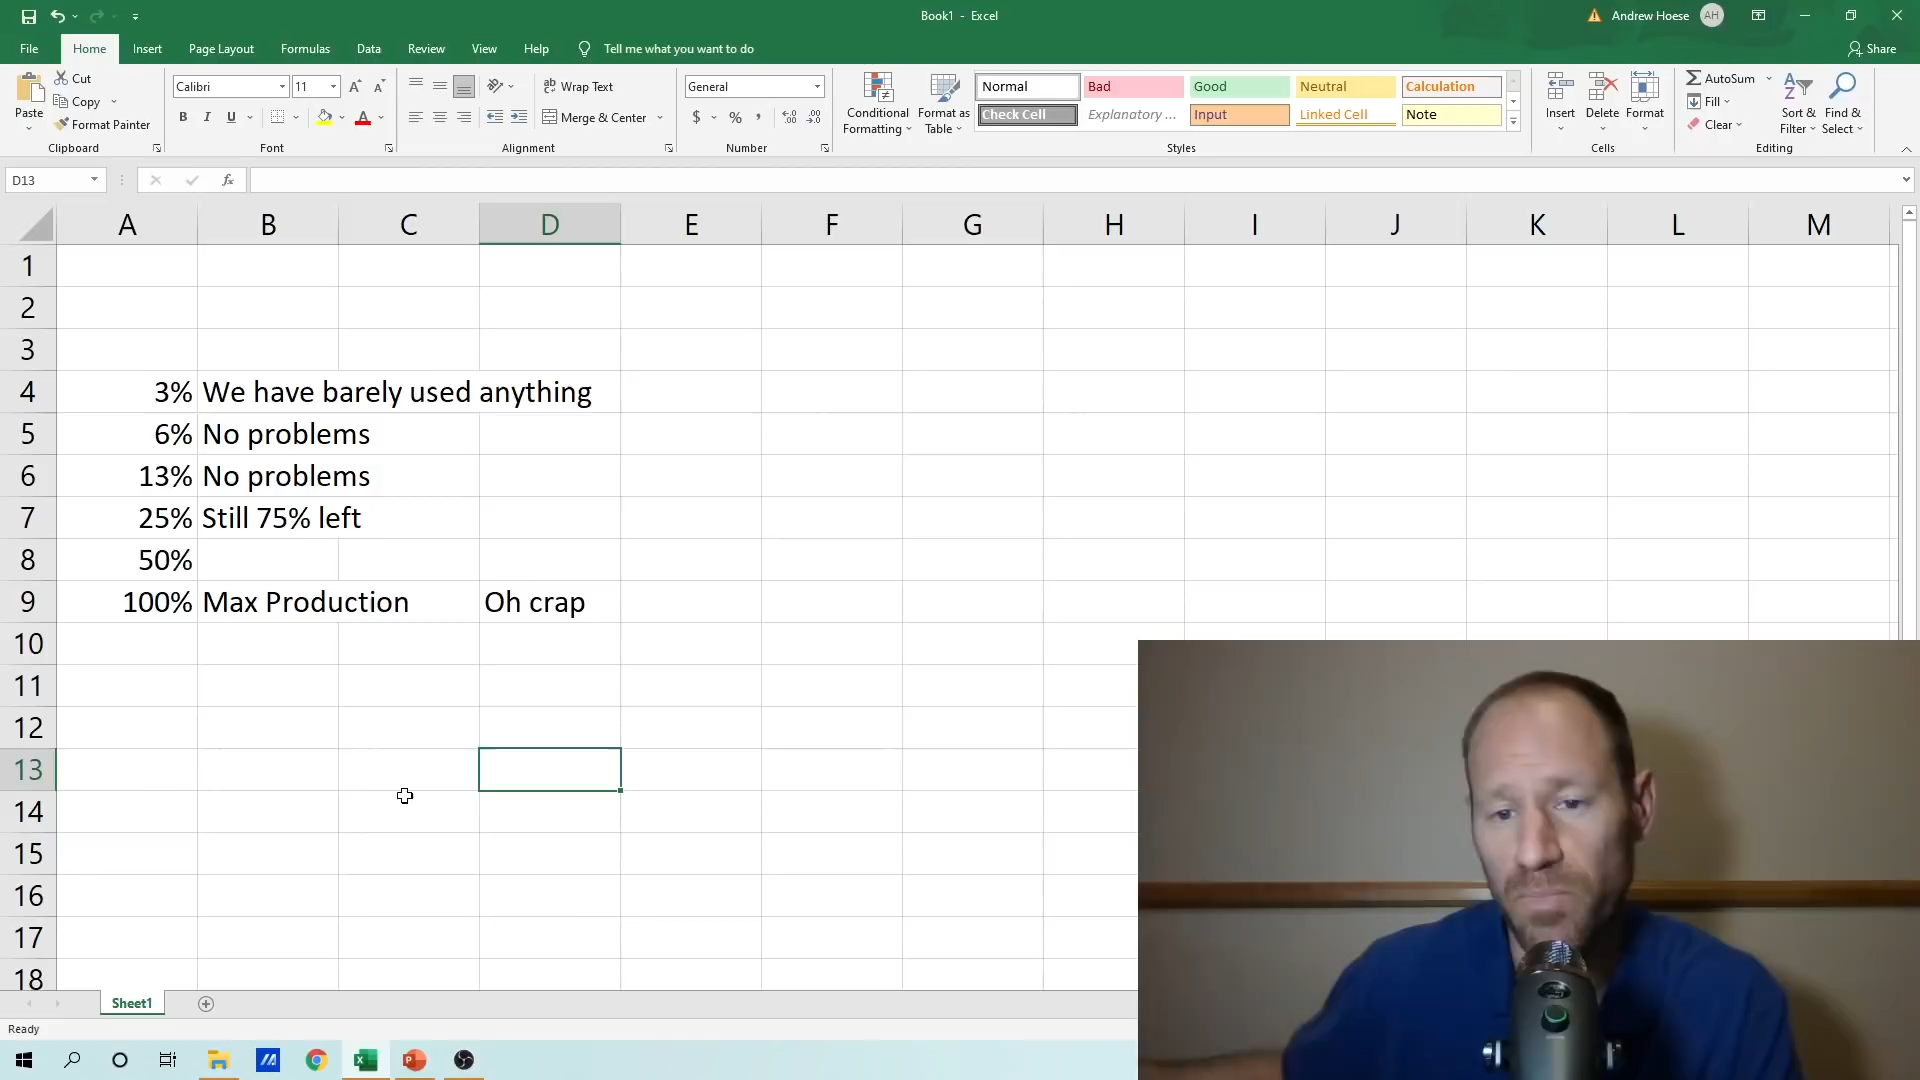 Book1 - Excel
Andrew Hoese
AH
File
Home
Insert
Page Layout
Formulas
Data
Review
View
Help
Tell me what you want to do
Share
Paste
Cut
Copy
Format Painter
Clipboard
Calibri
11
B I U
Font
Wrap Text
Merge & Center
Alignment
General
$ % ,
Number
Conditional
Formatting
Format as
Table
Normal
Bad
Good
Neutral
Calculation
Check Cell
Explanatory ...
Input
Linked Cell
Note
Styles
Insert
Delete
Format
Cells
AutoSum
Fill
Clear
Sort &
Filter
Find &
Select
Editing
D13
fx
A B C D E F G H I J K L M
1
2
3
4 3% We have barely used anything
5 6% No problems
6 13% No problems
7 25% Still 75% left
8 50%
9 100% Max Production Oh crap
10
11
12
13
14
15
16
17
18
Sheet1
Ready